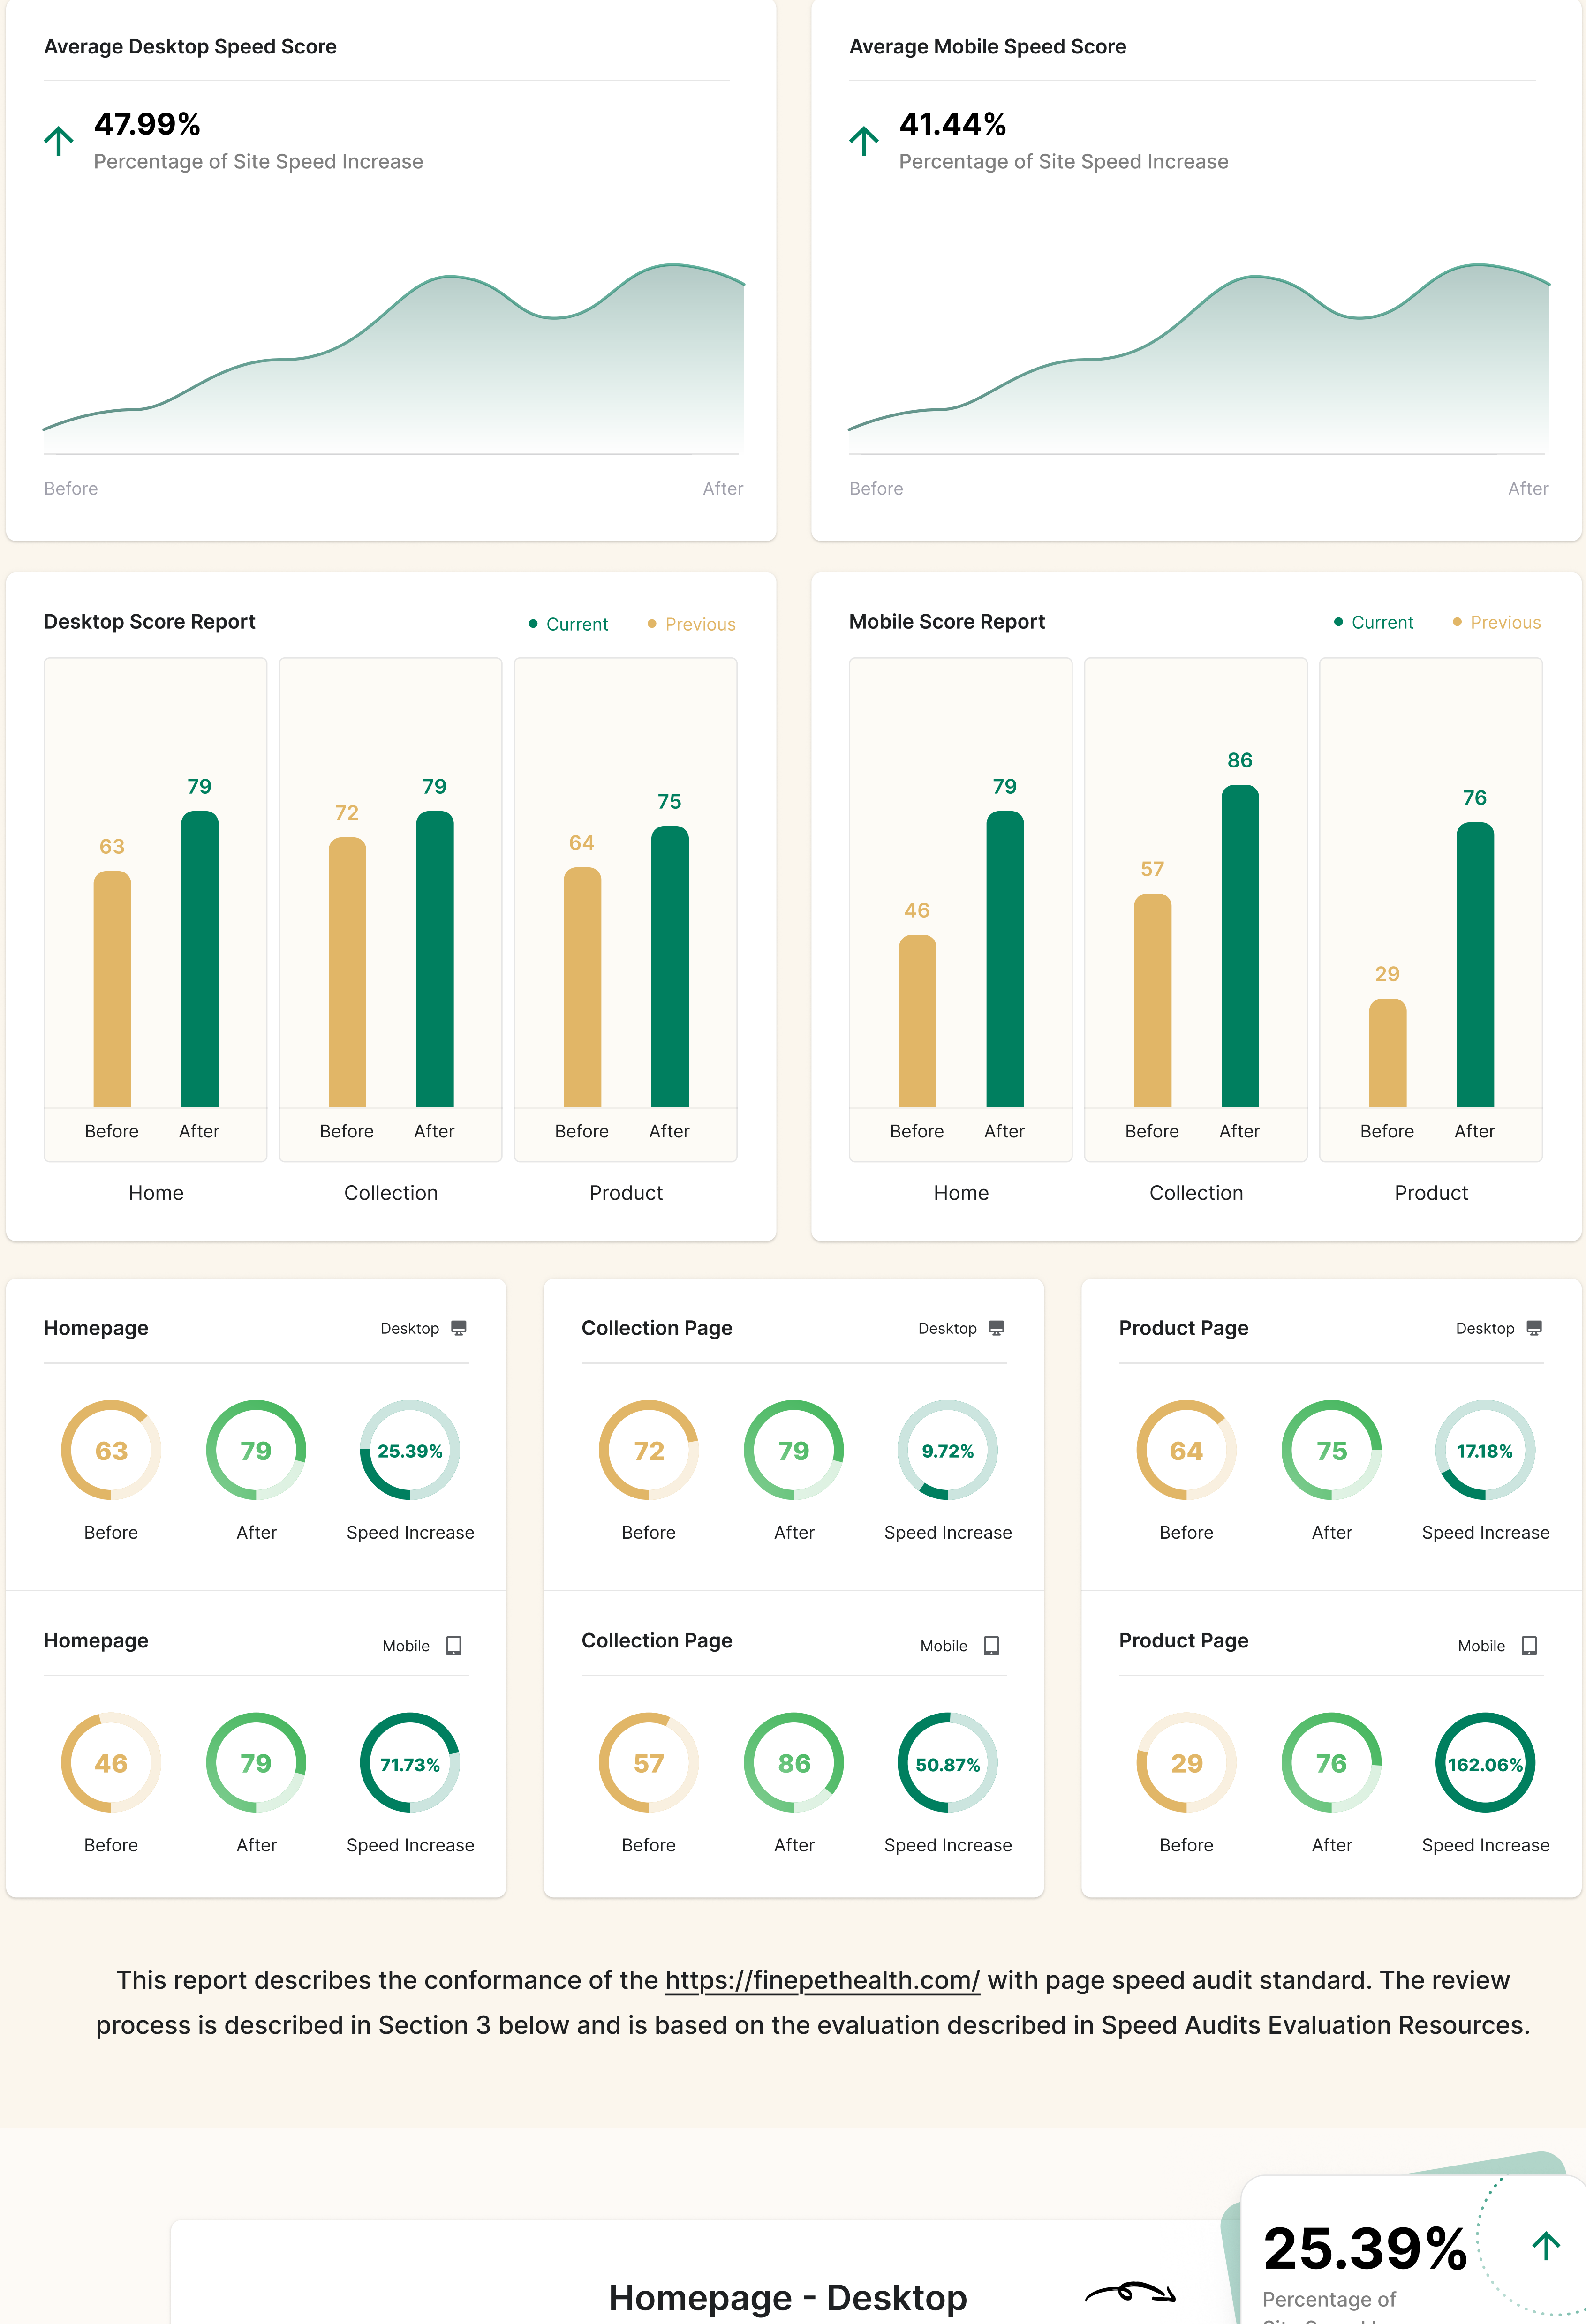 Average Desktop Speed Score
47.99%
Percentage of Site Speed Increase
Before
After
Average Mobile Speed Score
41.44%
Percentage of Site Speed Increase
Before
After
Desktop Score Report
Current
Previous
63
79
72
79
64
75
Before
After
Before
After
Before
After
Home
Collection
Product
Mobile Score Report
Current
Previous
46
79
57
86
29
76
Before
After
Before
After
Before
After
Home
Collection
Product
Homepage
Desktop
63
79
25.39%
Before
After
Speed Increase
Homepage
Mobile
46
79
71.73%
Before
After
Speed Increase
Collection Page
Desktop
72
79
9.72%
Before
After
Speed Increase
Collection Page
Mobile
57
86
50.87%
Before
After
Speed Increase
Product Page
Desktop
64
75
17.18%
Before
After
Speed Increase
Product Page
Mobile
29
76
162.06%
Before
After
Speed Increase
This report describes the conformance of the https://finepethealth.com/ with page speed audit standard. The review
process is described in Section 3 below and is based on the evaluation described in Speed Audits Evaluation Resources.
Homepage - Desktop
25.39%
Percentage of